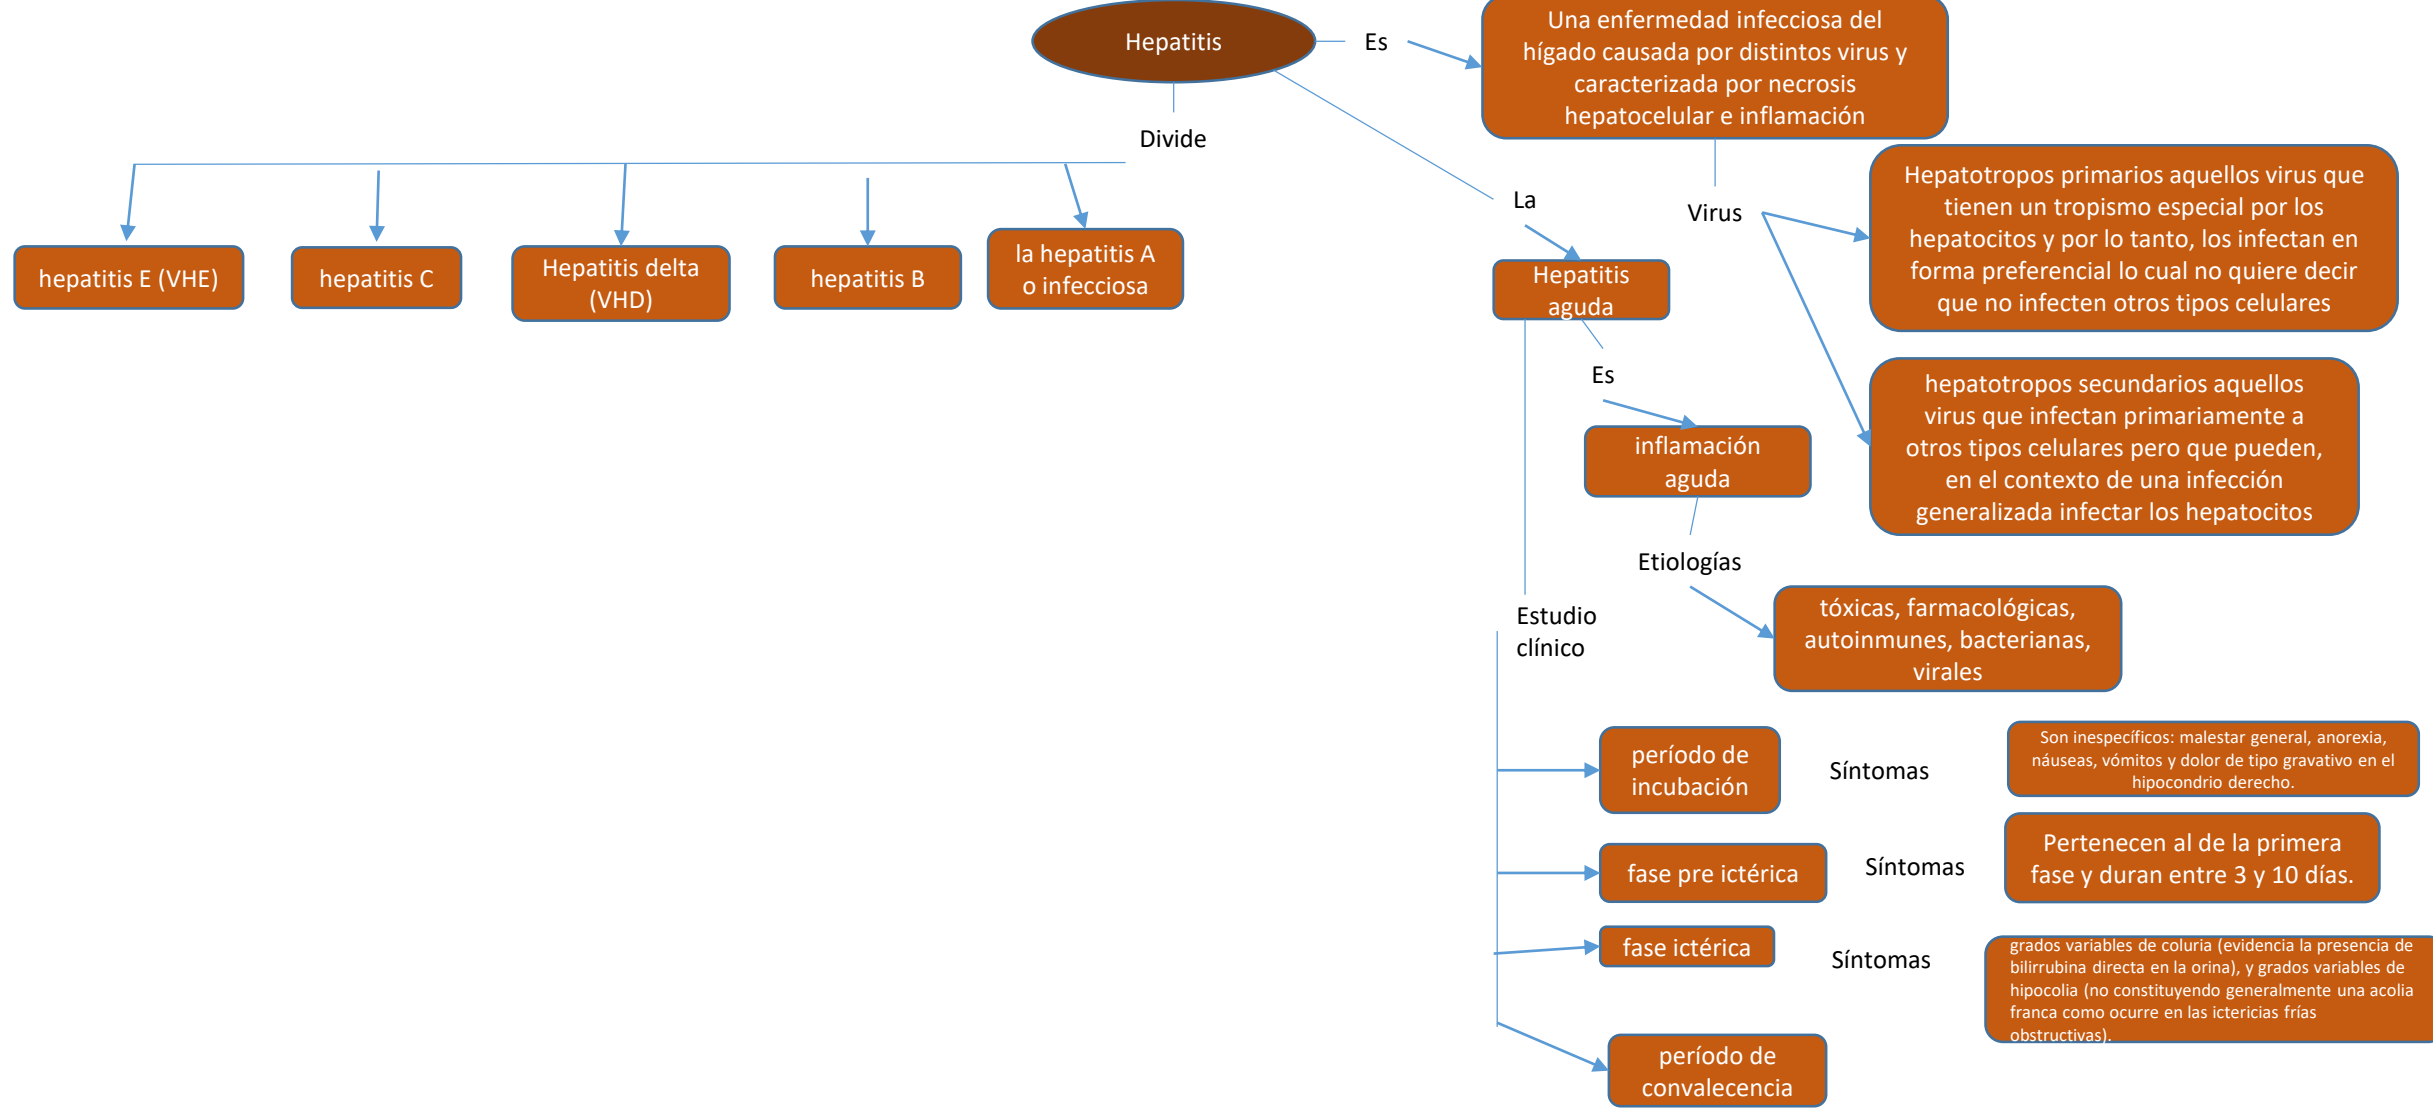 Hepatitis
Es
Una enfermedad infecciosa del
hígado causada por distintos virus y
caracterizada por necrosis
hepatocelular e inflamación
Divide
hepatitis E (VHE)
hepatitis C
Hepatitis delta
(VHD)
hepatitis B
la hepatitis A
o infecciosa
La
Virus
Hepatotropos primarios aquellos virus que
tienen un tropismo especial por los
hepatocitos y por lo tanto, los infectan en
forma preferencial lo cual no quiere decir
que no infecten otros tipos celulares
Hepatitis
aguda
hepatotropos secundarios aquellos
virus que infectan primariamente a
otros tipos celulares pero que pueden,
en el contexto de una infección
generalizada infectar los hepatocitos
Es
inflamación
aguda
Etiologías
tóxicas, farmacológicas,
autoinmunes, bacterianas,
virales
Estudio
clínico
período de
incubación
Síntomas
Son inespecíficos: malestar general, anorexia,
náuseas, vómitos y dolor de tipo gravativo en el
hipocondrio derecho.
fase pre ictérica
Síntomas
Pertenecen al de la primera
fase y duran entre 3 y 10 días.
fase ictérica
Síntomas
grados variables de coluria (evidencia la presencia de
bilirrubina directa en la orina), y grados variables de
hipocolia (no constituyendo generalmente una acolia
franca como ocurre en las ictericias frías
obstructivas).
período de
convalecencia